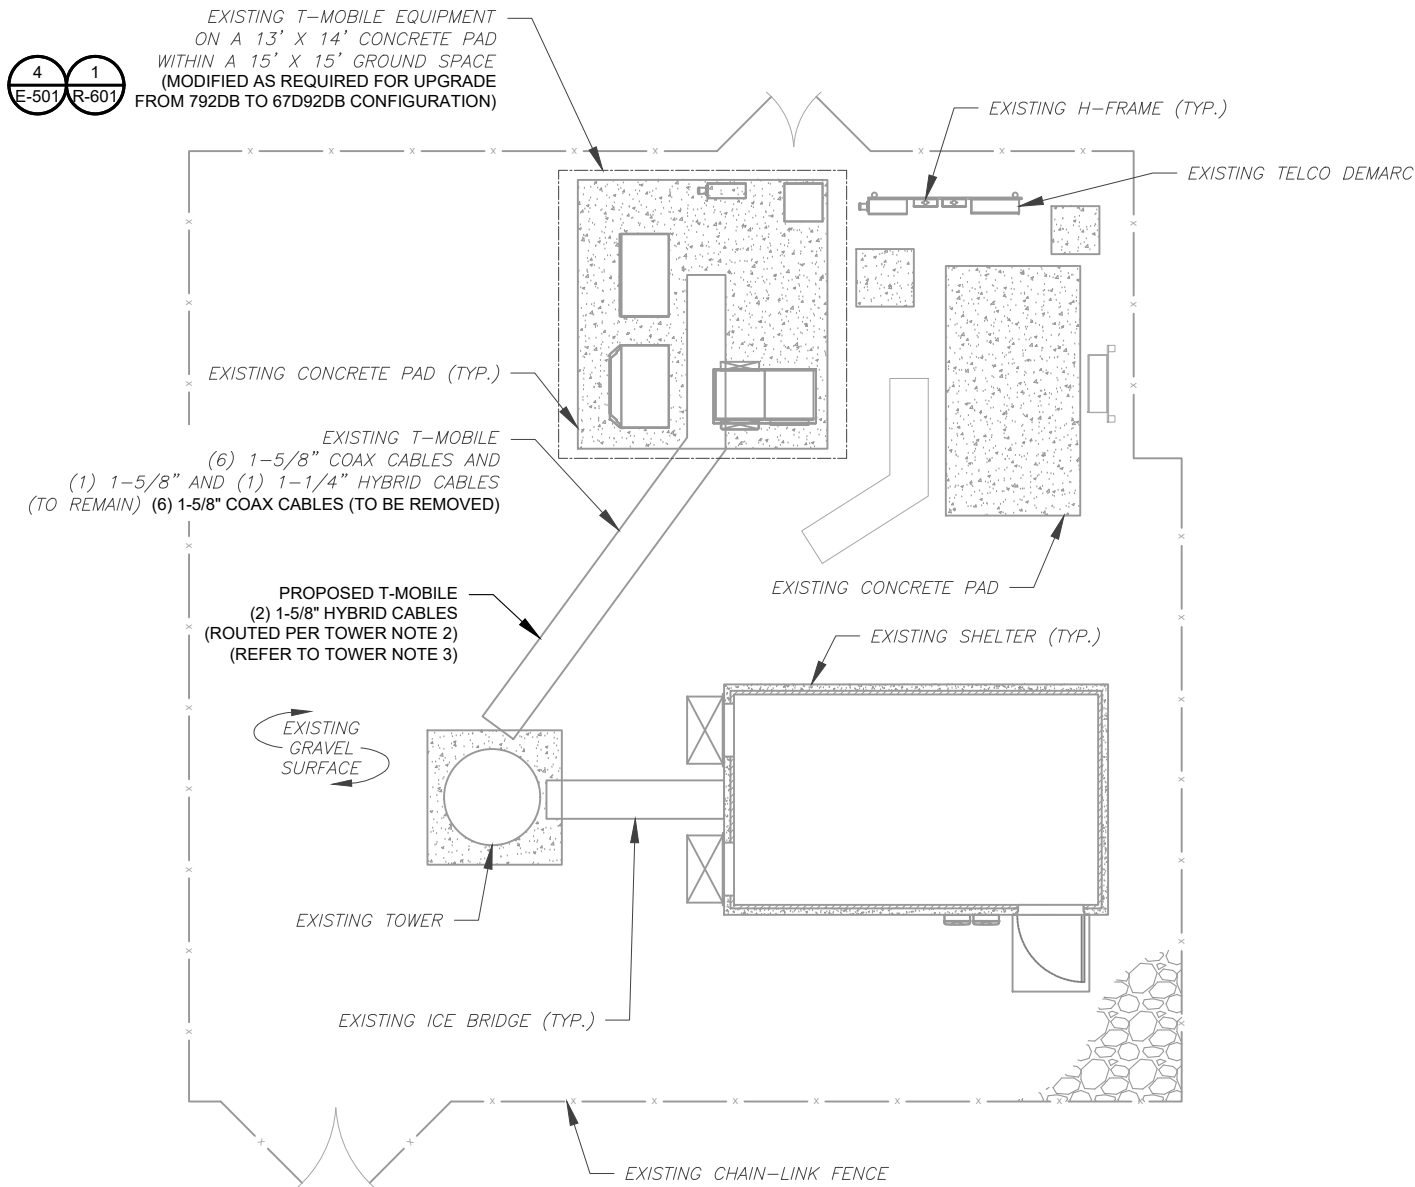 EXISTING T-MOBILE EQUIPMENT
ON A 13' X 14' CONCRETE PAD
WITHIN A 15' X 15' GROUND SPACE
(MODIFIED AS REQUIRED FOR UPGRADE
FROM 792DB TO 67D92DB CONFIGURATION)
4
E-501
1
R-601
EXISTING H-FRAME (TYP.)
EXISTING TELCO DEMARC
EXISTING CONCRETE PAD (TYP.)
EXISTING T-MOBILE
(6) 1-5/8" COAX CABLES AND
(1) 1-5/8" AND (1) 1-1/4" HYBRID CABLES
(TO REMAIN) (6) 1-5/8" COAX CABLES (TO BE REMOVED)
EXISTING CONCRETE PAD
PROPOSED T-MOBILE
(2) 1-5/8" HYBRID CABLES
(ROUTED PER TOWER NOTE 2)
(REFER TO TOWER NOTE 3)
EXISTING SHELTER (TYP.)
EXISTING
GRAVEL
SURFACE
EXISTING TOWER
EXISTING ICE BRIDGE (TYP.)
EXISTING CHAIN-LINK FENCE